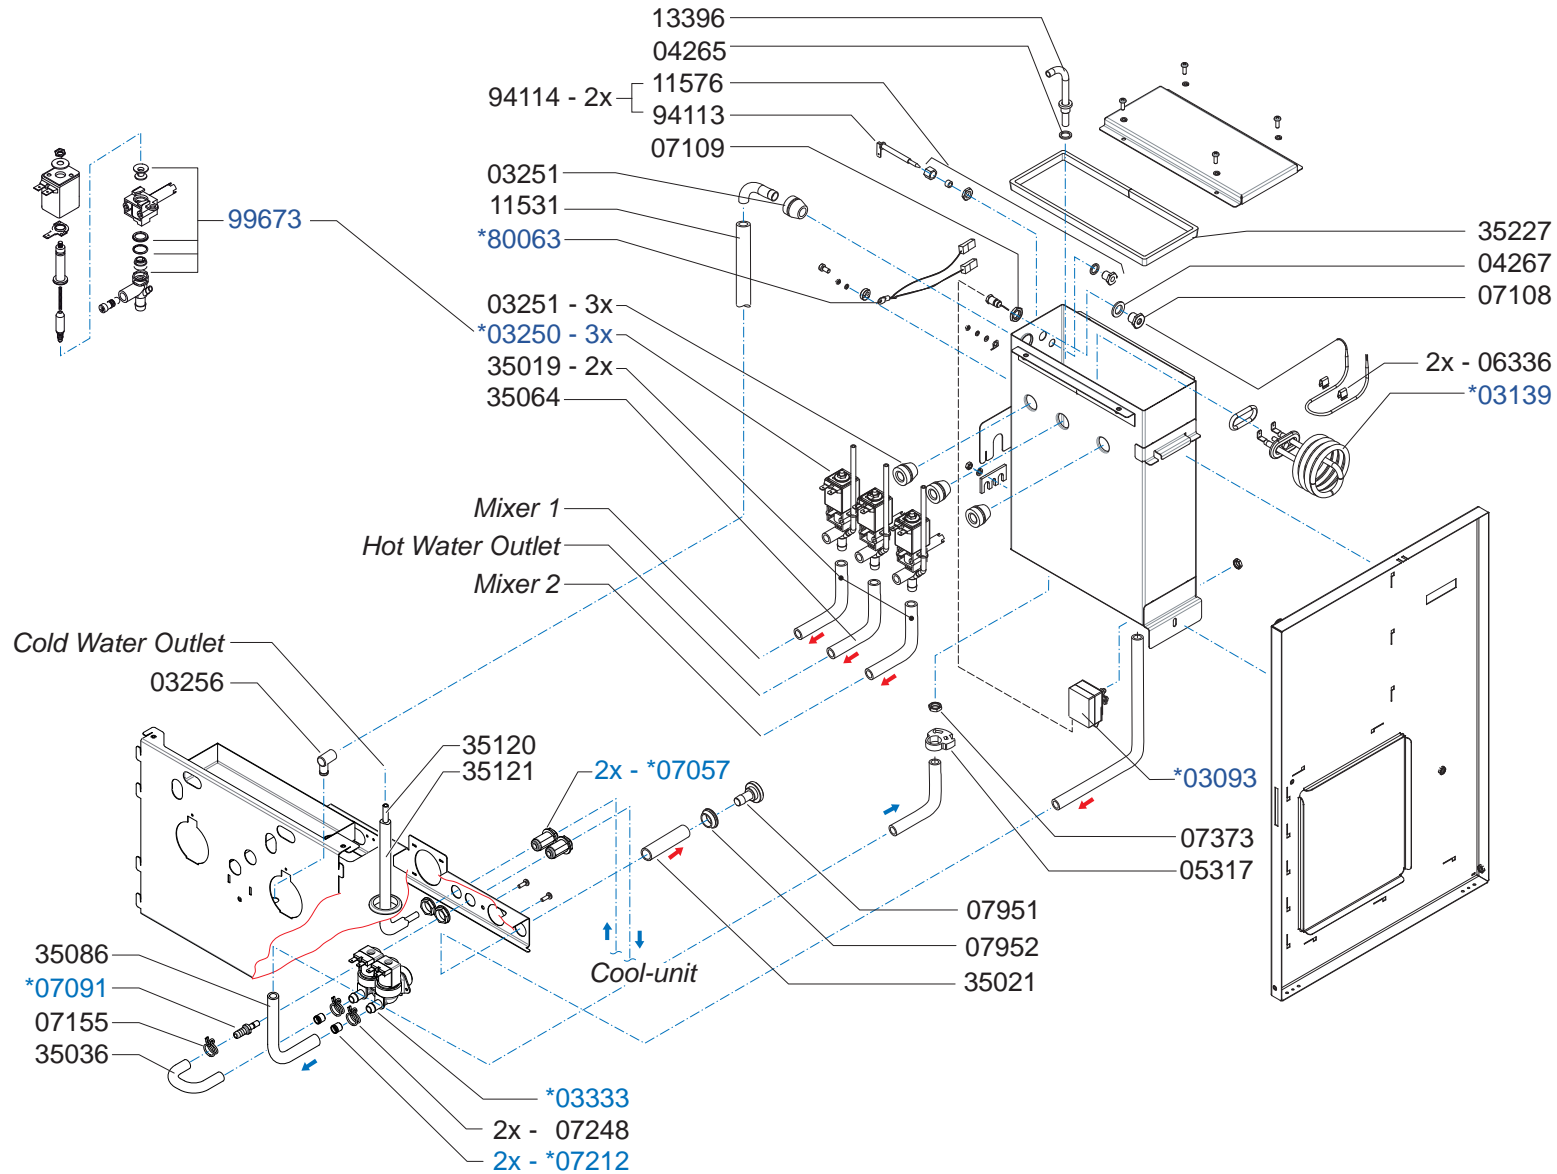 13396
04265
94114 - 2x
11576
94113
07109
03251
11531
*80063
99673
03251 - 3x
*03250 - 3x
35019 - 2x
35064
35227
04267
07108
2x - 06336
*03139
Mixer 1
Hot Water Outlet
Mixer 2
Cold Water Outlet
03256
35120
35121
2x - *07057
*03093
07373
05317
07951
07952
35021
Cool-unit
35086
*07091
07155
35036
*03333
2x - 07248
2x - *07212